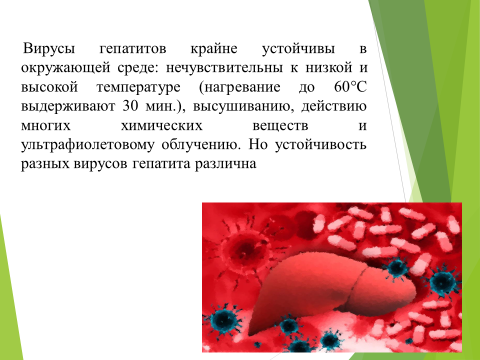 Вирусы гепатитов крайне устойчивы в
окружающей среде: нечувствительны к низкой и
высокой температуре (нагревание до 60°С
выдерживают 30 мин.), высушиванию, действию
многих химических веществ и
ультрафиолетовому облучению. Но устойчивость
разных вирусов гепатита различна